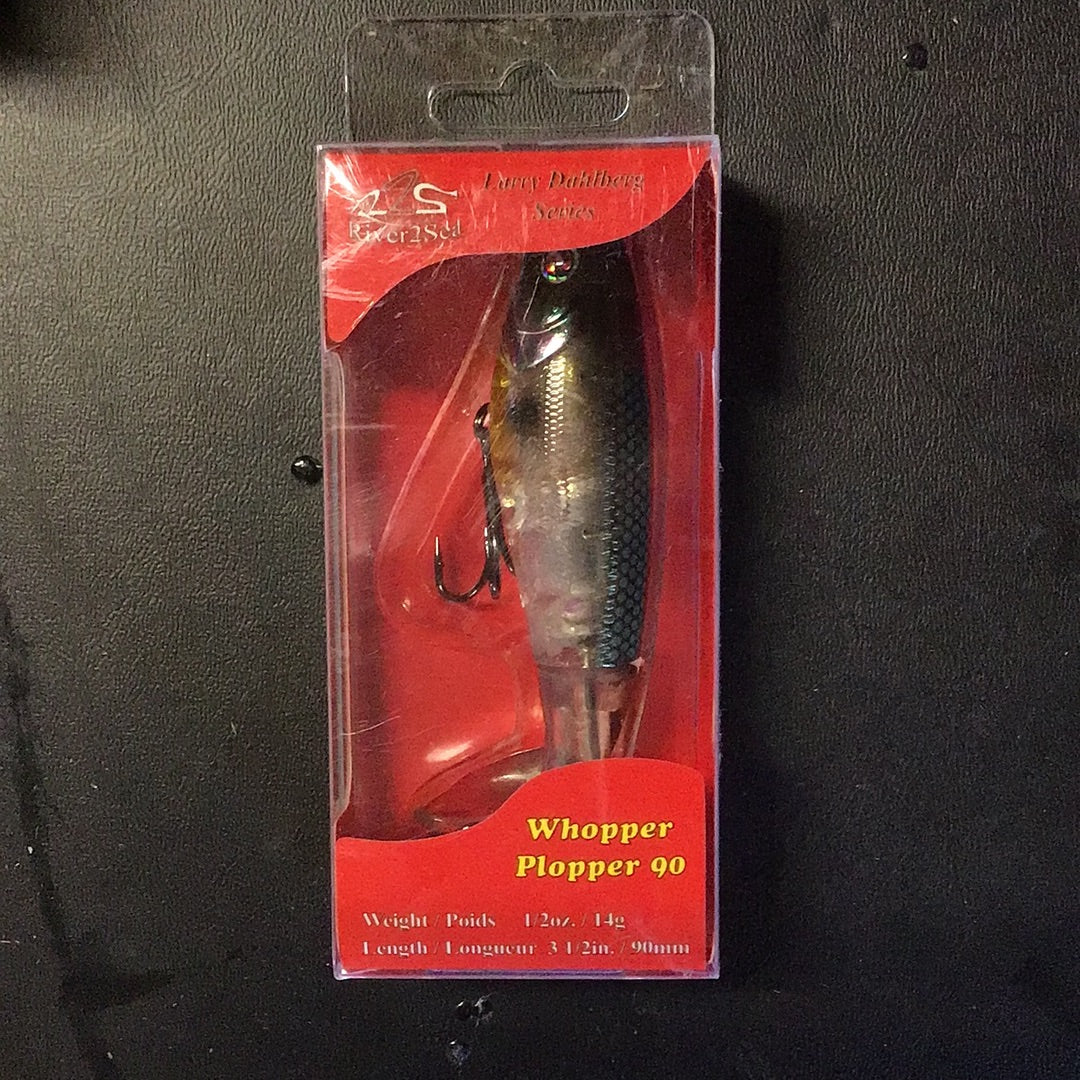 Larry Dahlberg
Series
River2Sea
Whopper
Plopper 90
Weight / Poids 1/2oz. / 14g
Length / Longueur 3 1/2in. / 90mm